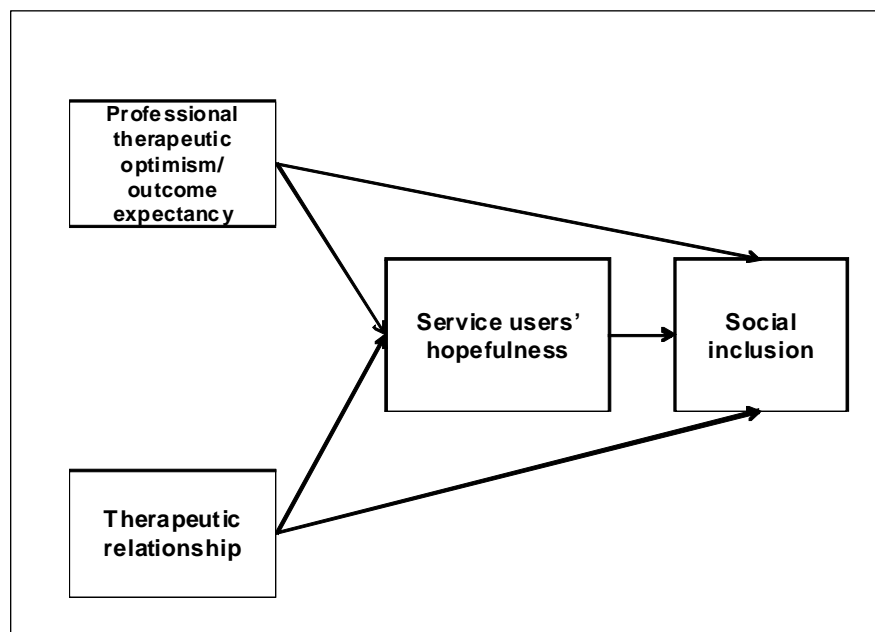 Professional
therapeutic
optimism/
outcome
expectancy
Service users’
hopefulness
Social
inclusion
Therapeutic
relationship